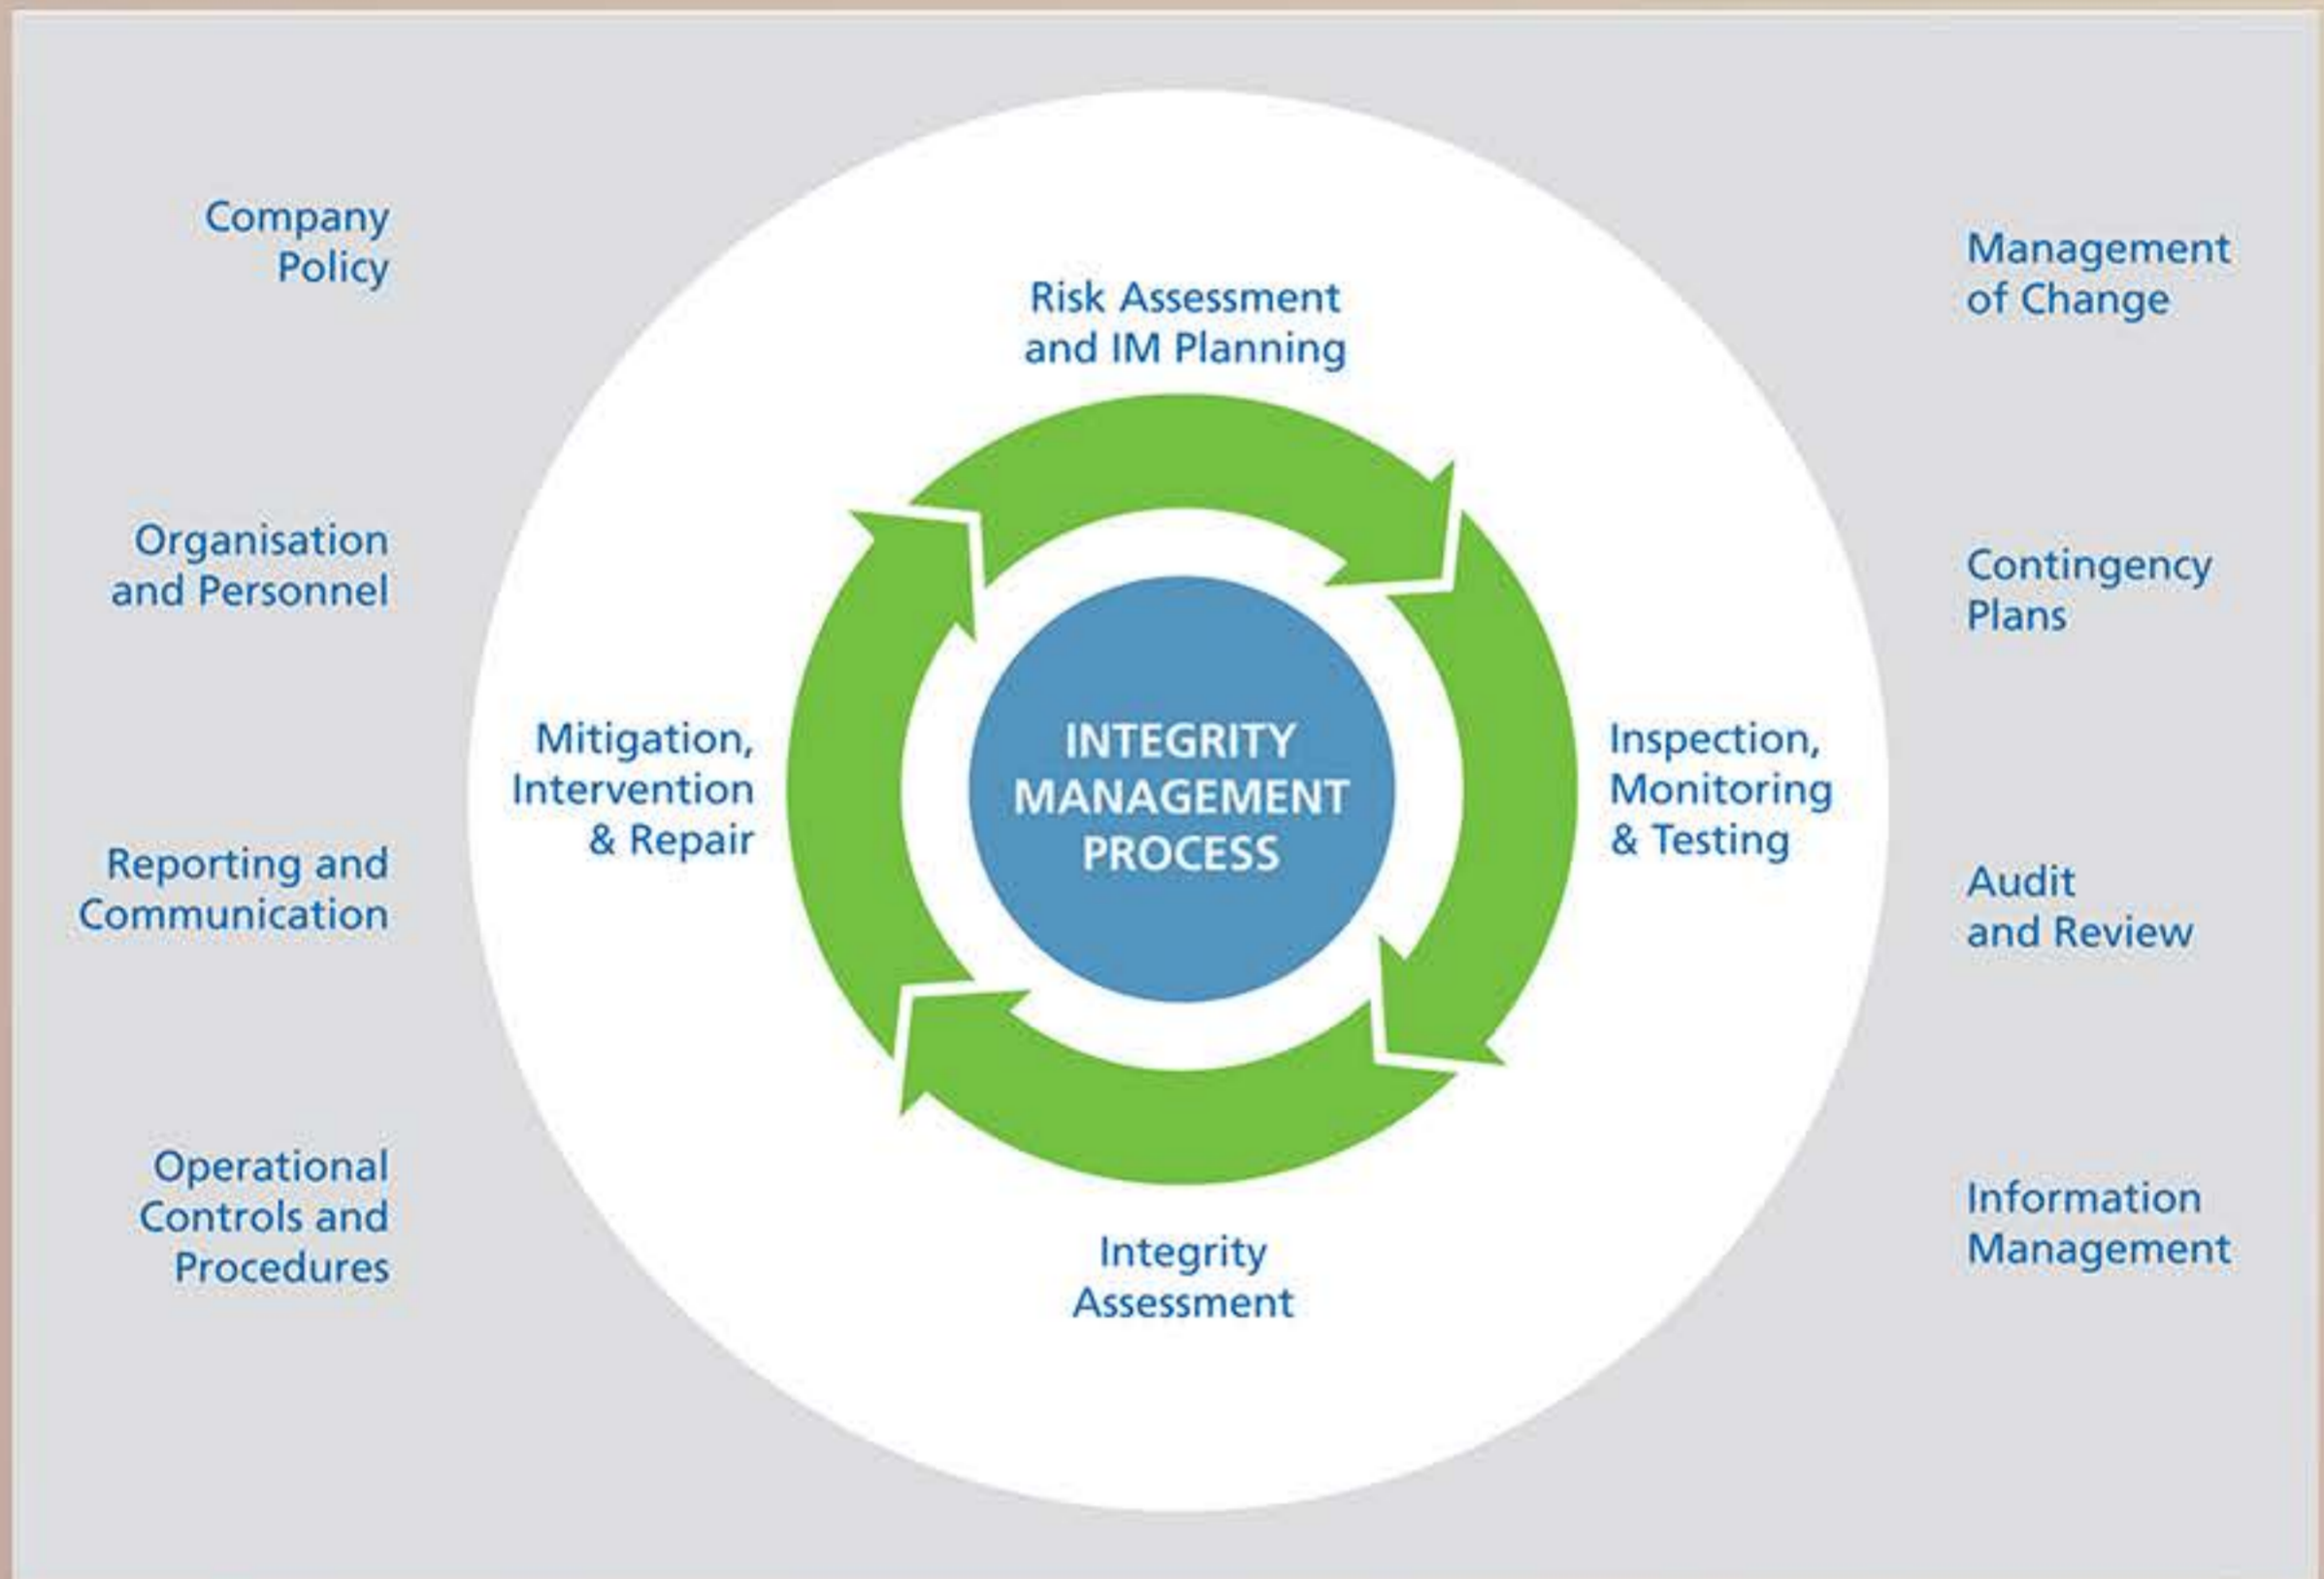 Company
Policy
Organisation
and Personnel
Reporting and
Communication
Operational
Controls and
Procedures
Risk Assessment
and IM Planning
Mitigation,
Intervention
& Repair
INTEGRITY
MANAGEMENT
PROCESS
Inspection,
Monitoring
& Testing
Integrity
Assessment
Management
of Change
Contingency
Plans
Audit
and Review
Information
Management